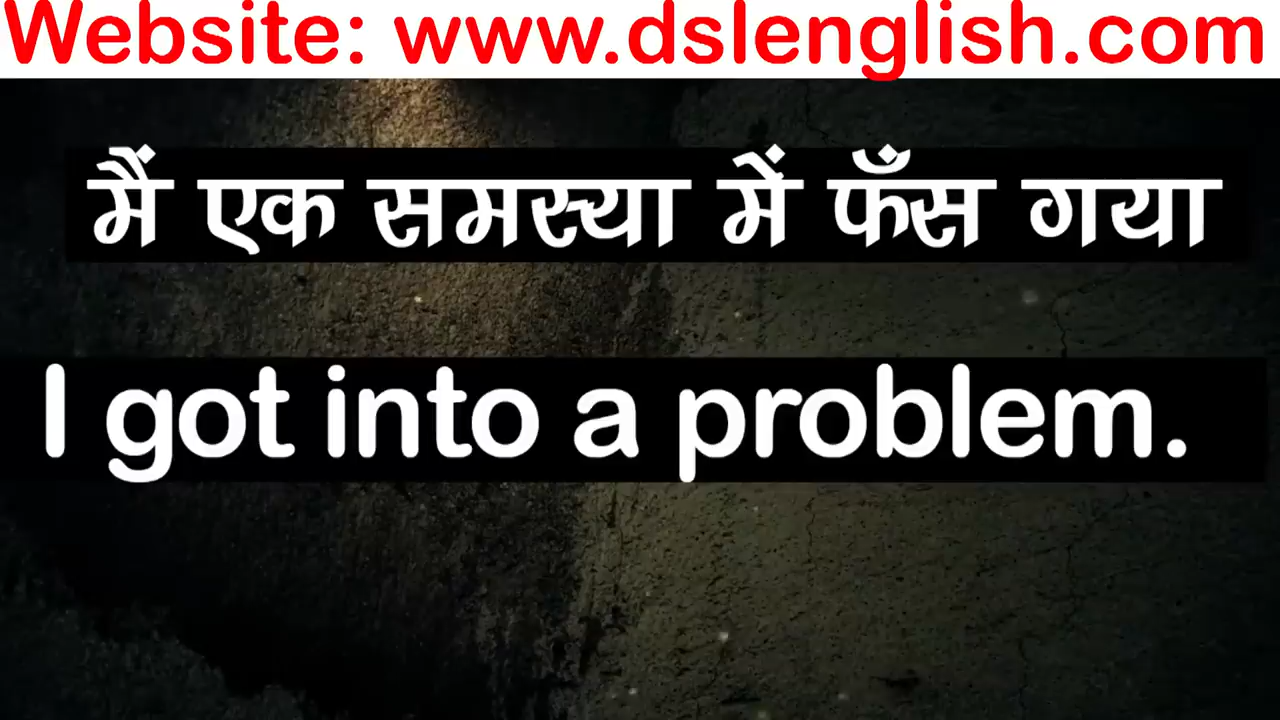 Website: www.dslenglish.com
मैं एक समस्या में फँस गया
I got into a problem.